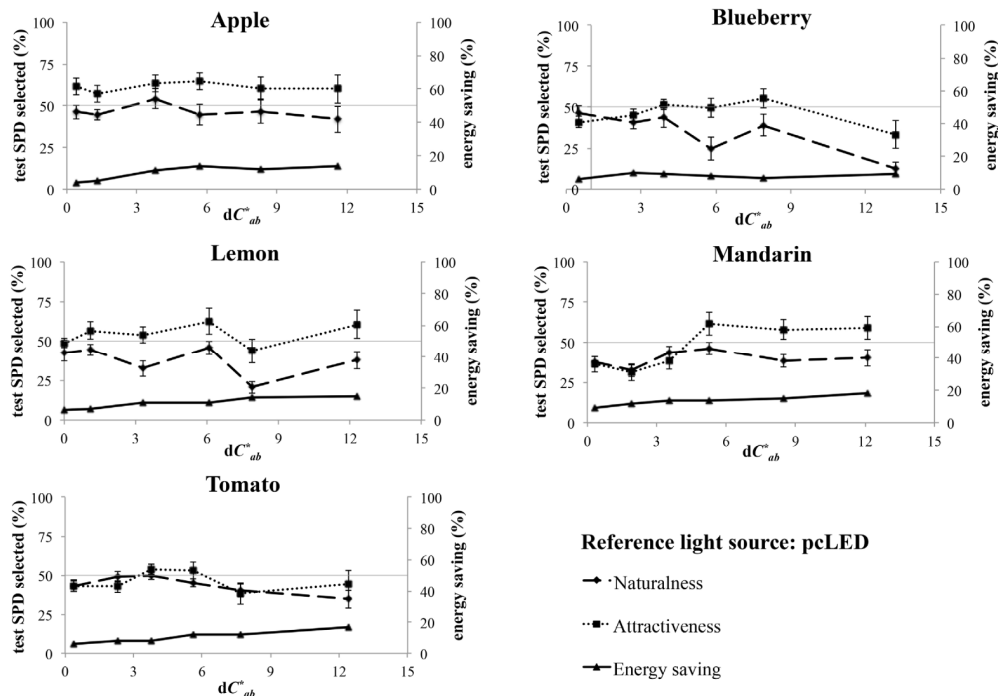 Apple
test SPD selected (%)
100
75
50
25
0
100
80
60
40
20
0
energy saving (%)
0 3 6 9 12 15
dC*ab
Blueberry
test SPD selected (%)
100
75
50
25
0
100
80
60
40
20
0
energy saving (%)
0 3 6 9 12 15
dC*ab
Lemon
test SPD selected (%)
100
75
50
25
0
100
80
60
40
20
0
energy saving (%)
0 3 6 9 12 15
dC*ab
Mandarin
test SPD selected (%)
100
75
50
25
0
100
80
60
40
20
0
energy saving (%)
0 3 6 9 12 15
dC*ab
Tomato
test SPD selected (%)
100
75
50
25
0
100
80
60
40
20
0
energy saving (%)
0 3 6 9 12 15
dC*ab
Reference light source: pcLED
Naturalness
Attractiveness
Energy saving